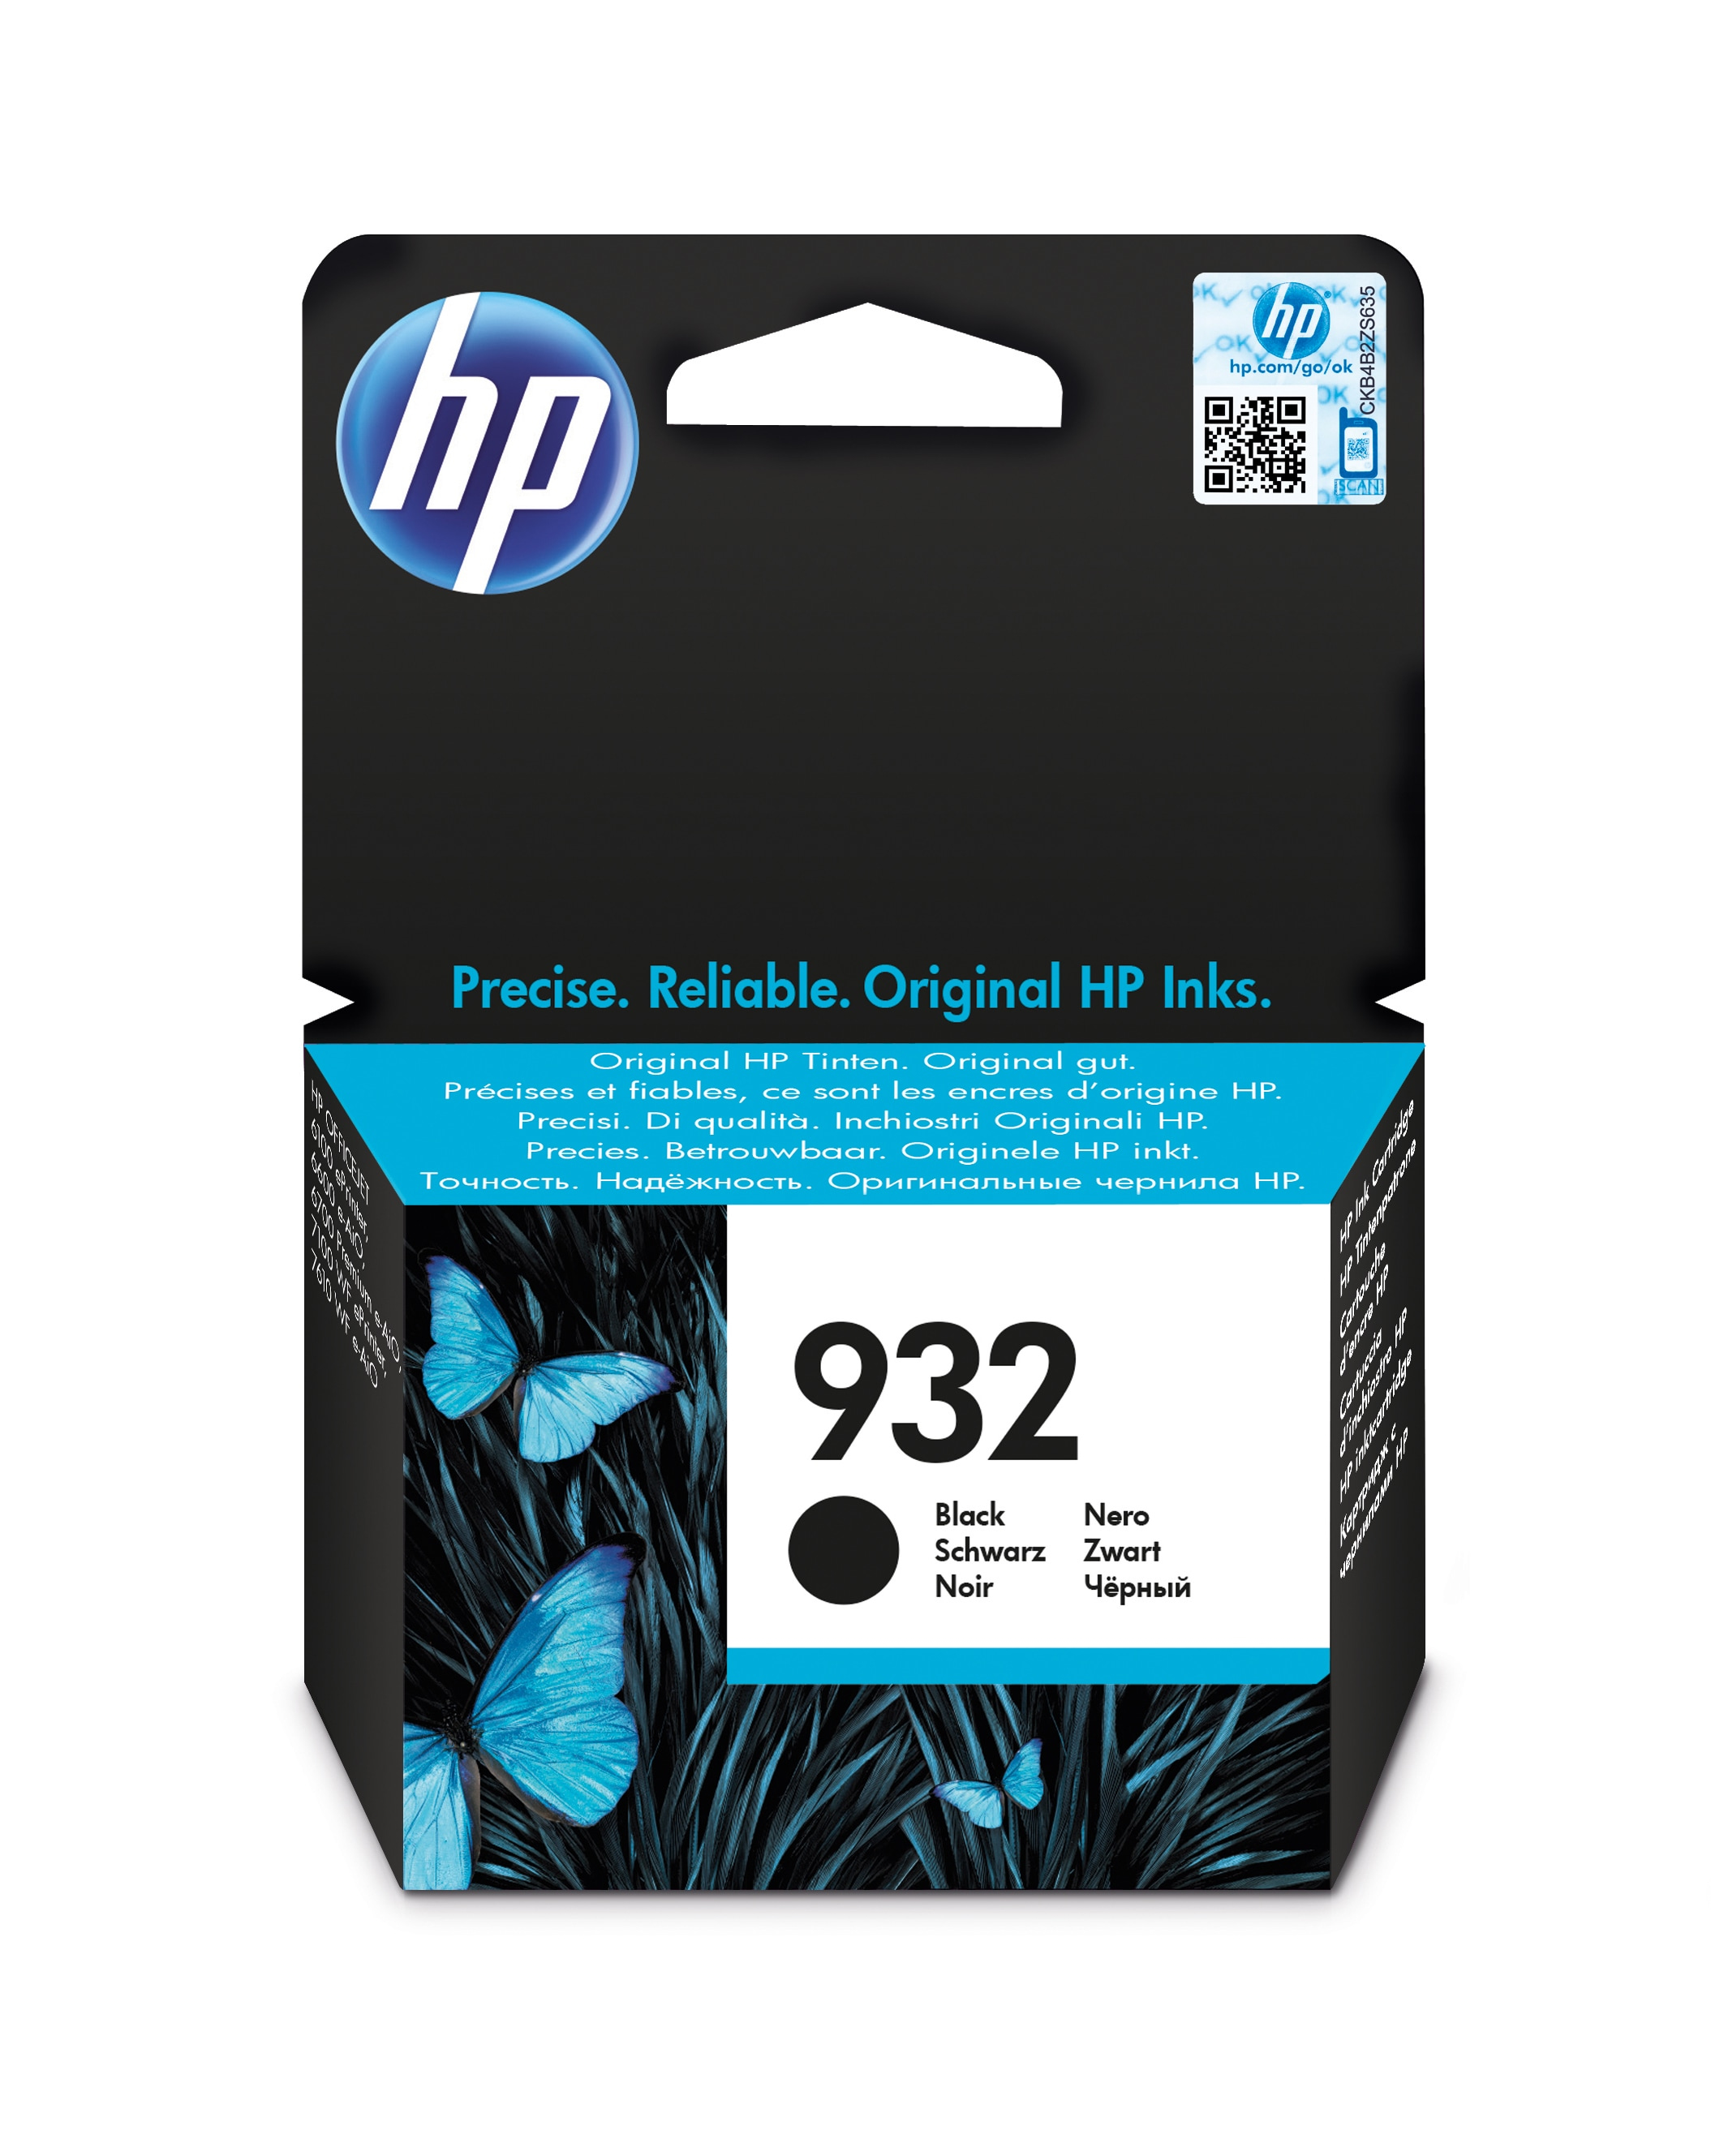 hp
hp
hp.com/go/ok
CKB4B2ZS635
SCAN
Precise. Reliable. Original HP Inks.
Original HP Tinten. Original gut.
Précises et fiables, ce sont les encres d'origine HP.
Precisi. Di qualità. Inchiostri Originali HP.
Precies. Betrouwbaar. Originele HP inkt.
Точность. Надёжность. Оригинальные чернила HP.
HP OFFICEJET
6100 ePrinter,
6600 e-AiO,
6700 Premium e-AiO,
7100 WF ePrinter,
7610 WF e-AiO
932
Black
Schwarz
Noir
Nero
Zwart
Чёрный
HP Ink Cartridge
HP Tintenpatrone
Cartouche
d'encre HP
Cartuccia
d'inchiostro HP
HP inktcartridge
Картридж с
чернилами HP